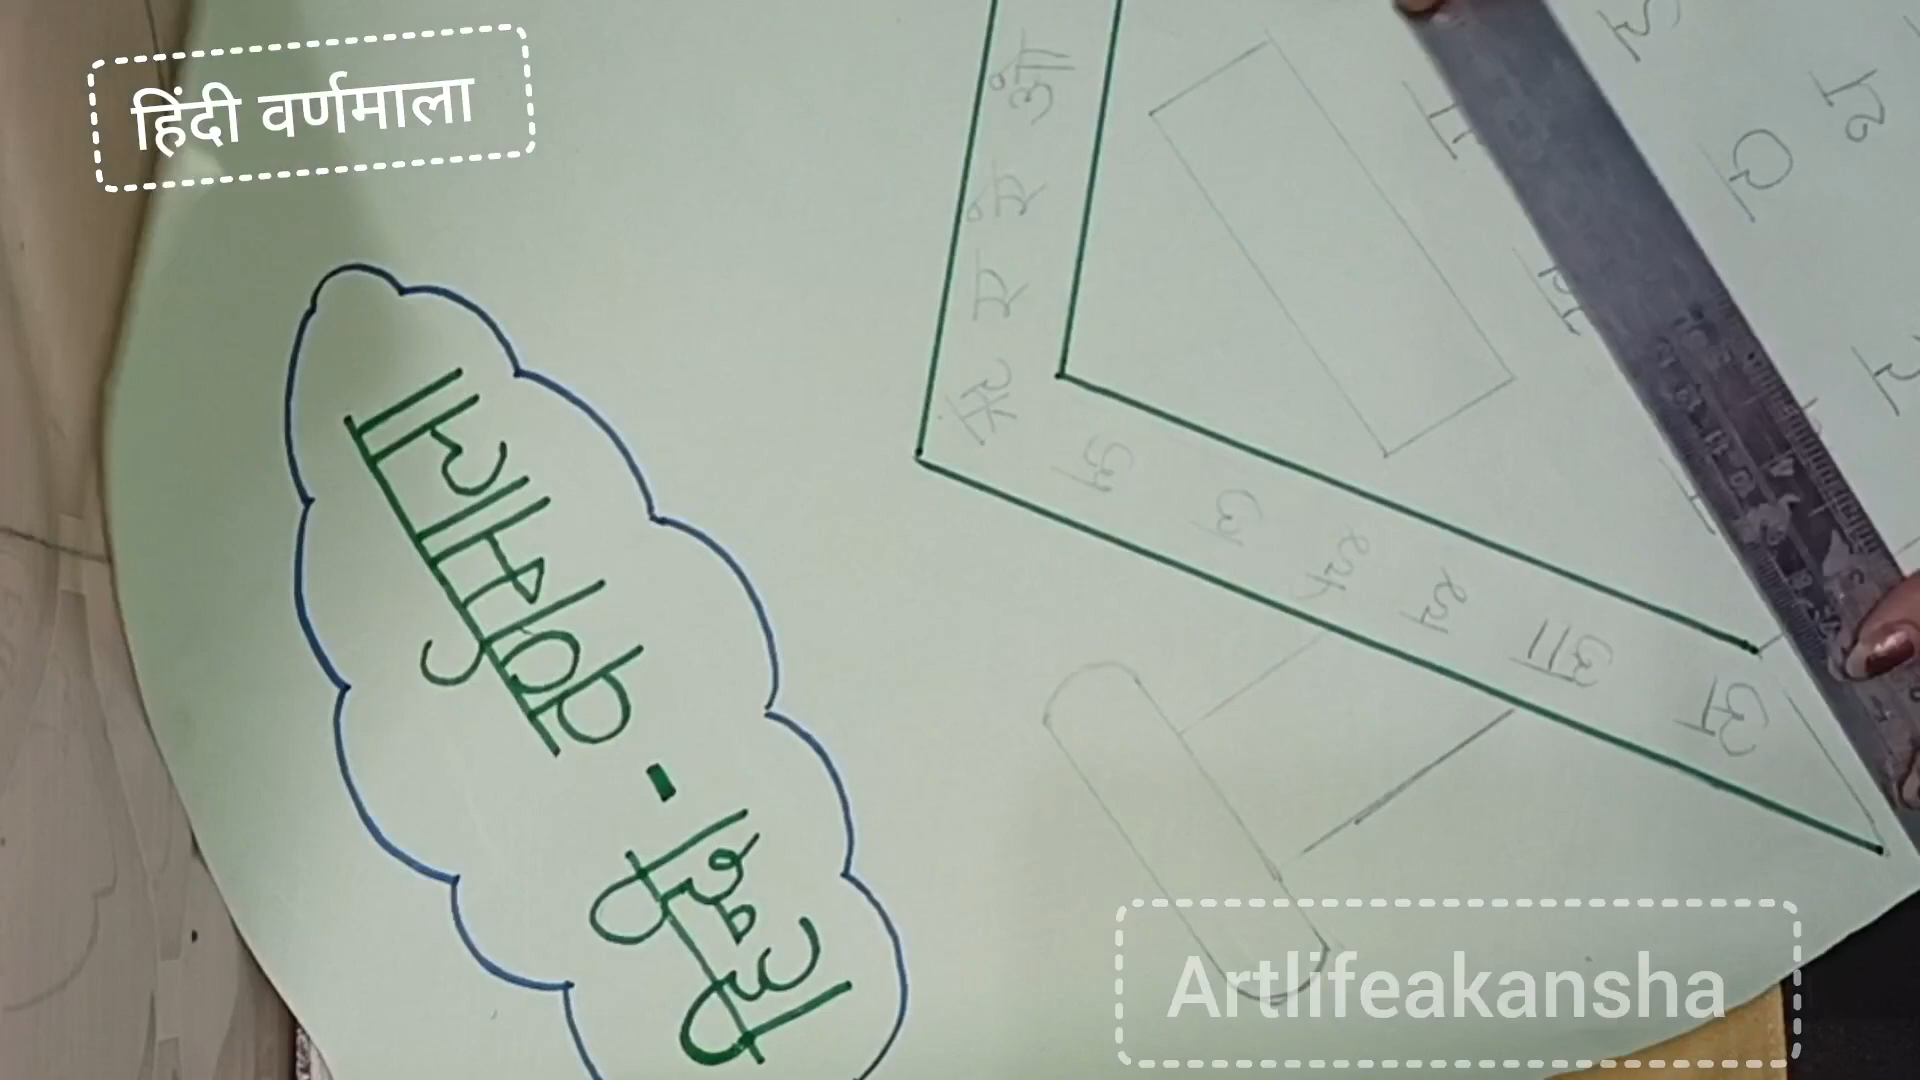 हिंदी वर्णमाला
हिन्दी - वर्णमाला
अ आ इ ई उ ऊ ऋ ए ऐ ओ
ग
ठ
Artlifeakansha